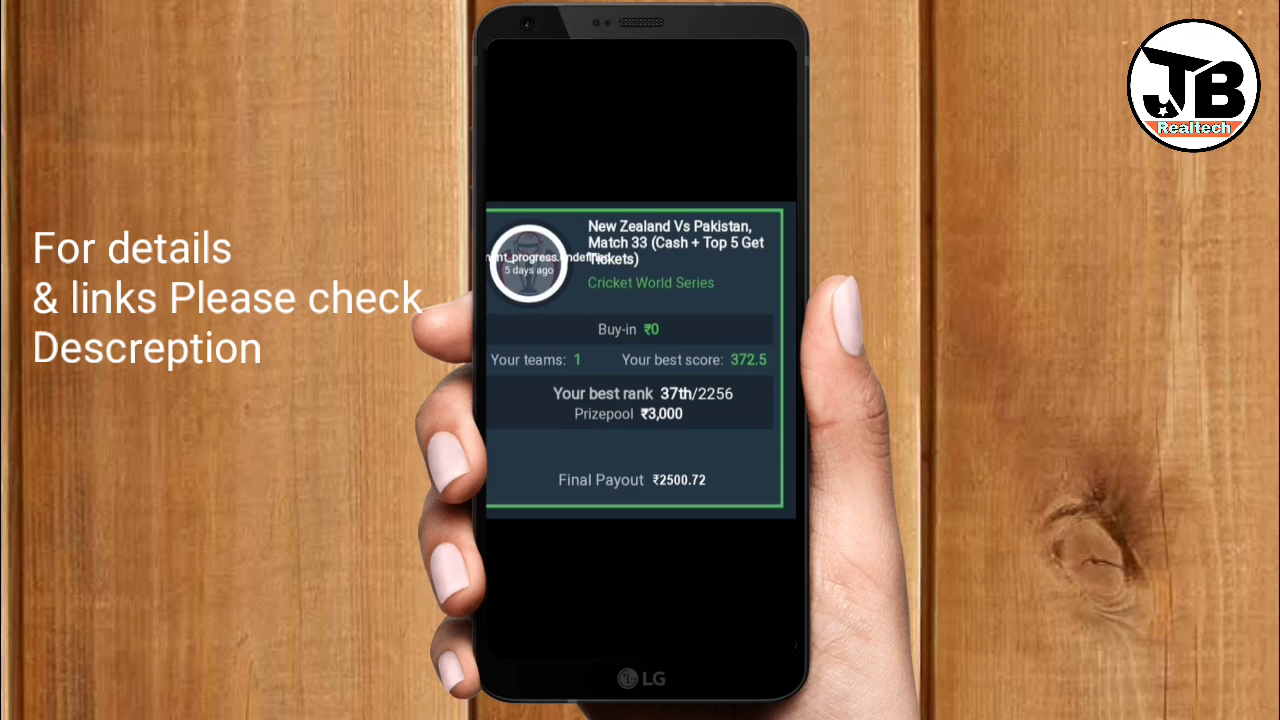 JB
Realtech
For details
& links Please check
Descreption
New Zealand Vs Pakistan,
Match 33 (Cash + Top 5 Get
Tickets)
5 days ago
Cricket World Series
Buy-in ₹0
Your teams: 1 Your best score: 372.5
Your best rank 37th/2256
Prizepool ₹3,000
Final Payout ₹2500.72
LG